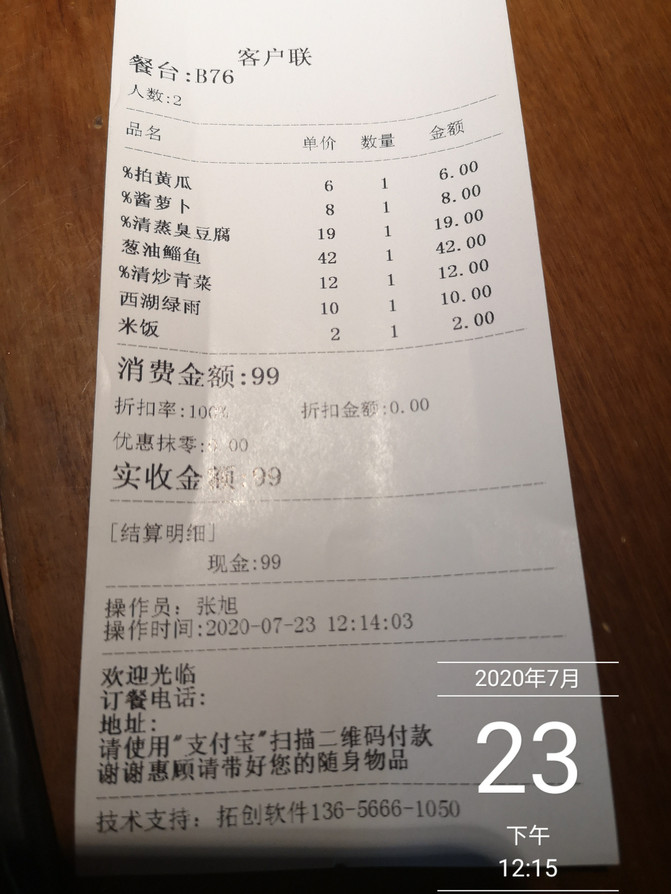 客户联
餐台:B76
人数:2
品名 单价 数量 金额
%拍黄瓜 6 1 6.00
%酱萝卜 8 1 8.00
%清蒸臭豆腐 19 1 19.00
葱油鲻鱼 42 1 42.00
%清炒青菜 12 1 12.00
西湖绿雨 10 1 10.00
米饭 2 1 2.00
消费金额:99
折扣率:100% 折扣金额:0.00
优惠抹零:0.00
实收金额:99
[结算明细]
现金:99
操作员: 张旭
操作时间:2020-07-23 12:14:03
欢迎光临
订餐电话:
地址:
请使用"支付宝"扫描二维码付款
谢谢惠顾请带好您的随身物品
技术支持: 拓创软件136-5666-1050
2020年7月
23
下午
12:15